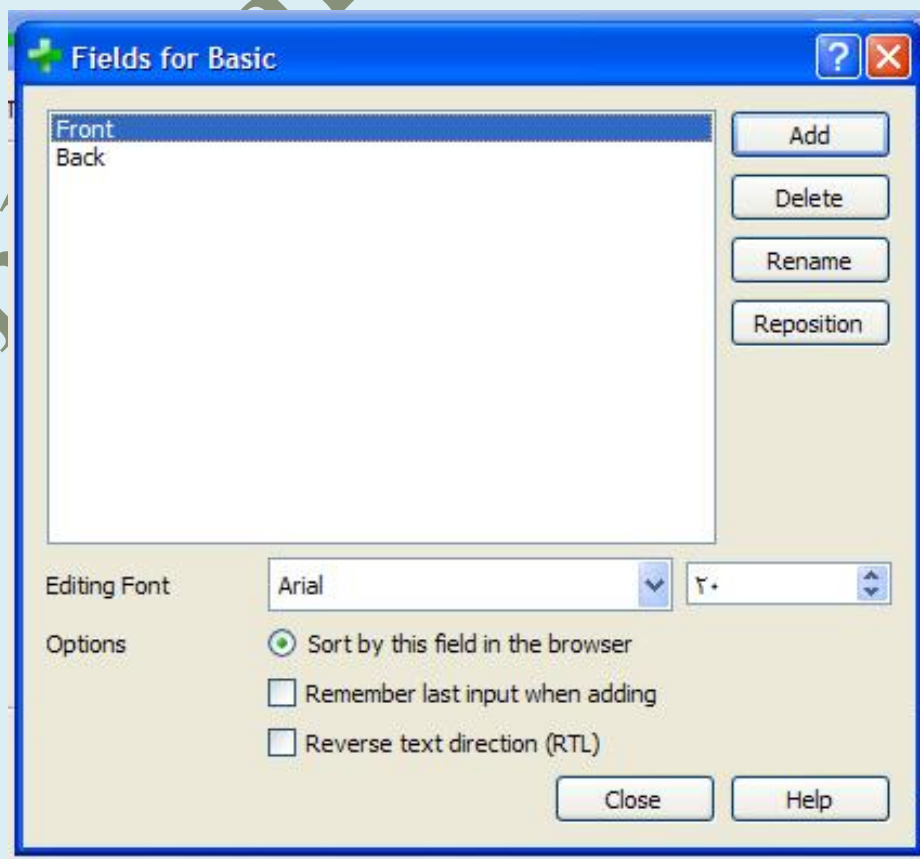 Fields for Basic
Front
Back
Add
Delete
Rename
Reposition
Editing Font
Arial
۲۰
Options
Sort by this field in the browser
Remember last input when adding
Reverse text direction (RTL)
Close
Help